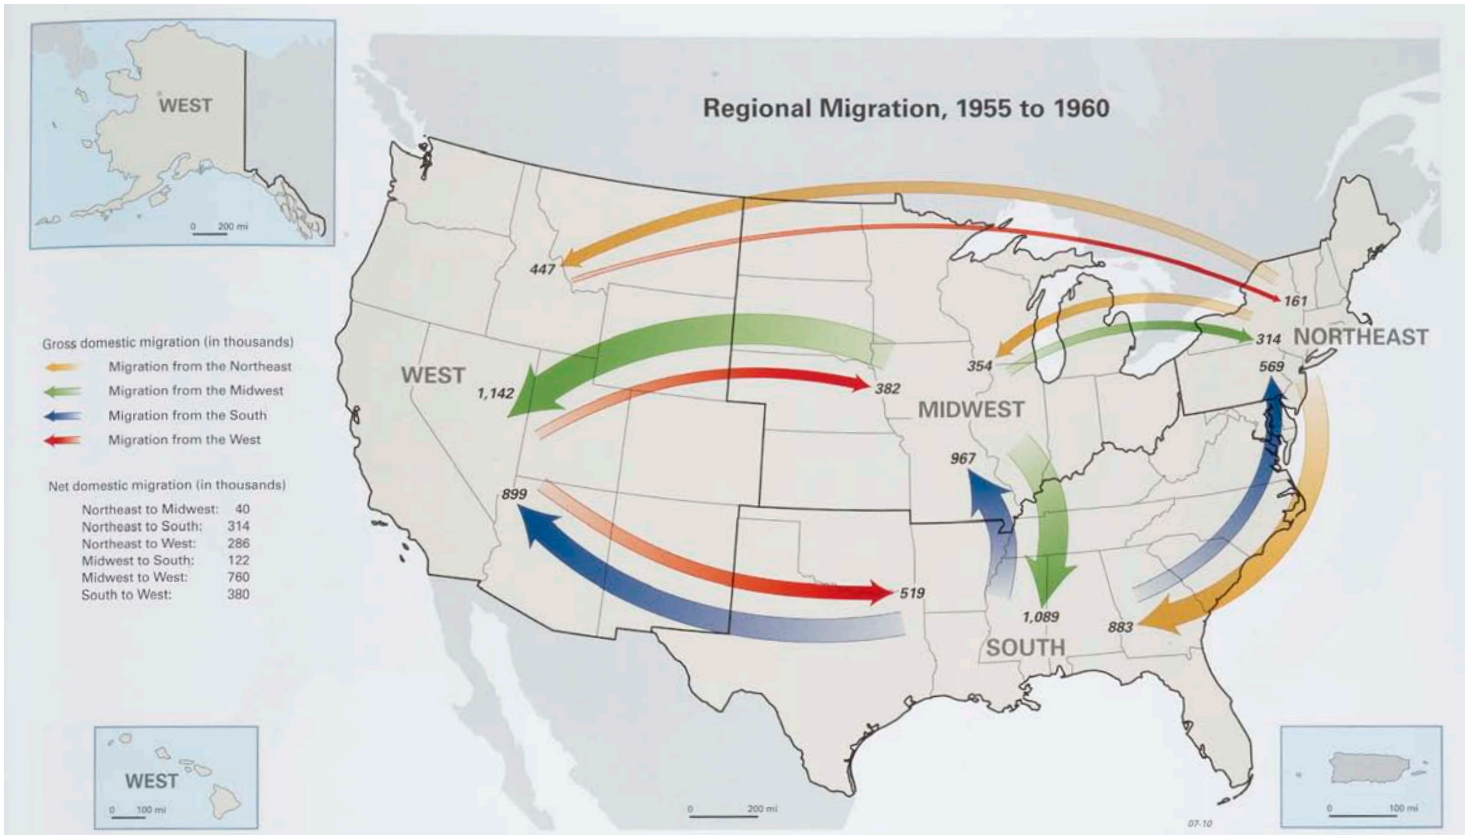 WEST
0 200 mi
Regional Migration, 1955 to 1960
447
161
314
NORTHEAST
354
569
Gross domestic migration (in thousands)
Migration from the Northeast
Migration from the Midwest
Migration from the South
Migration from the West
WEST
1,142
382
MIDWEST
967
899
Net domestic migration (in thousands)
Northeast to Midwest: 40
Northeast to South: 314
Northeast to West: 286
Midwest to South: 122
Midwest to West: 760
South to West: 380
519
1,089
883
SOUTH
WEST
0 100 mi
0 200 mi
07-10
0 100 mi